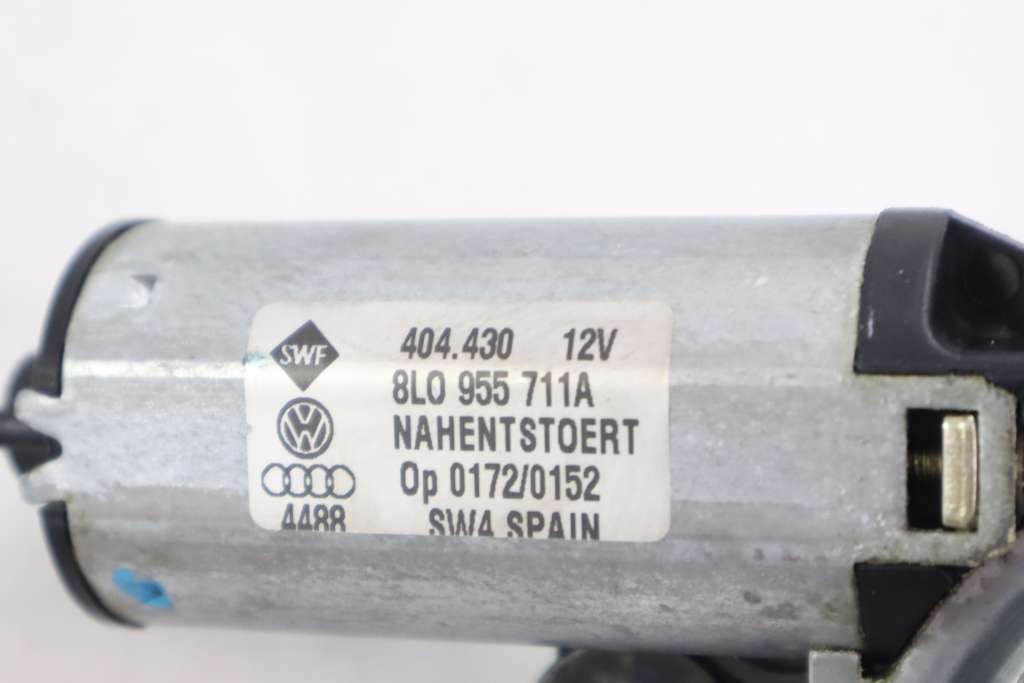 SWF 404.430 12V
8L0 955 711A
NAHENTSTOERT
Op 0172/0152
4488 SW4 SPAIN